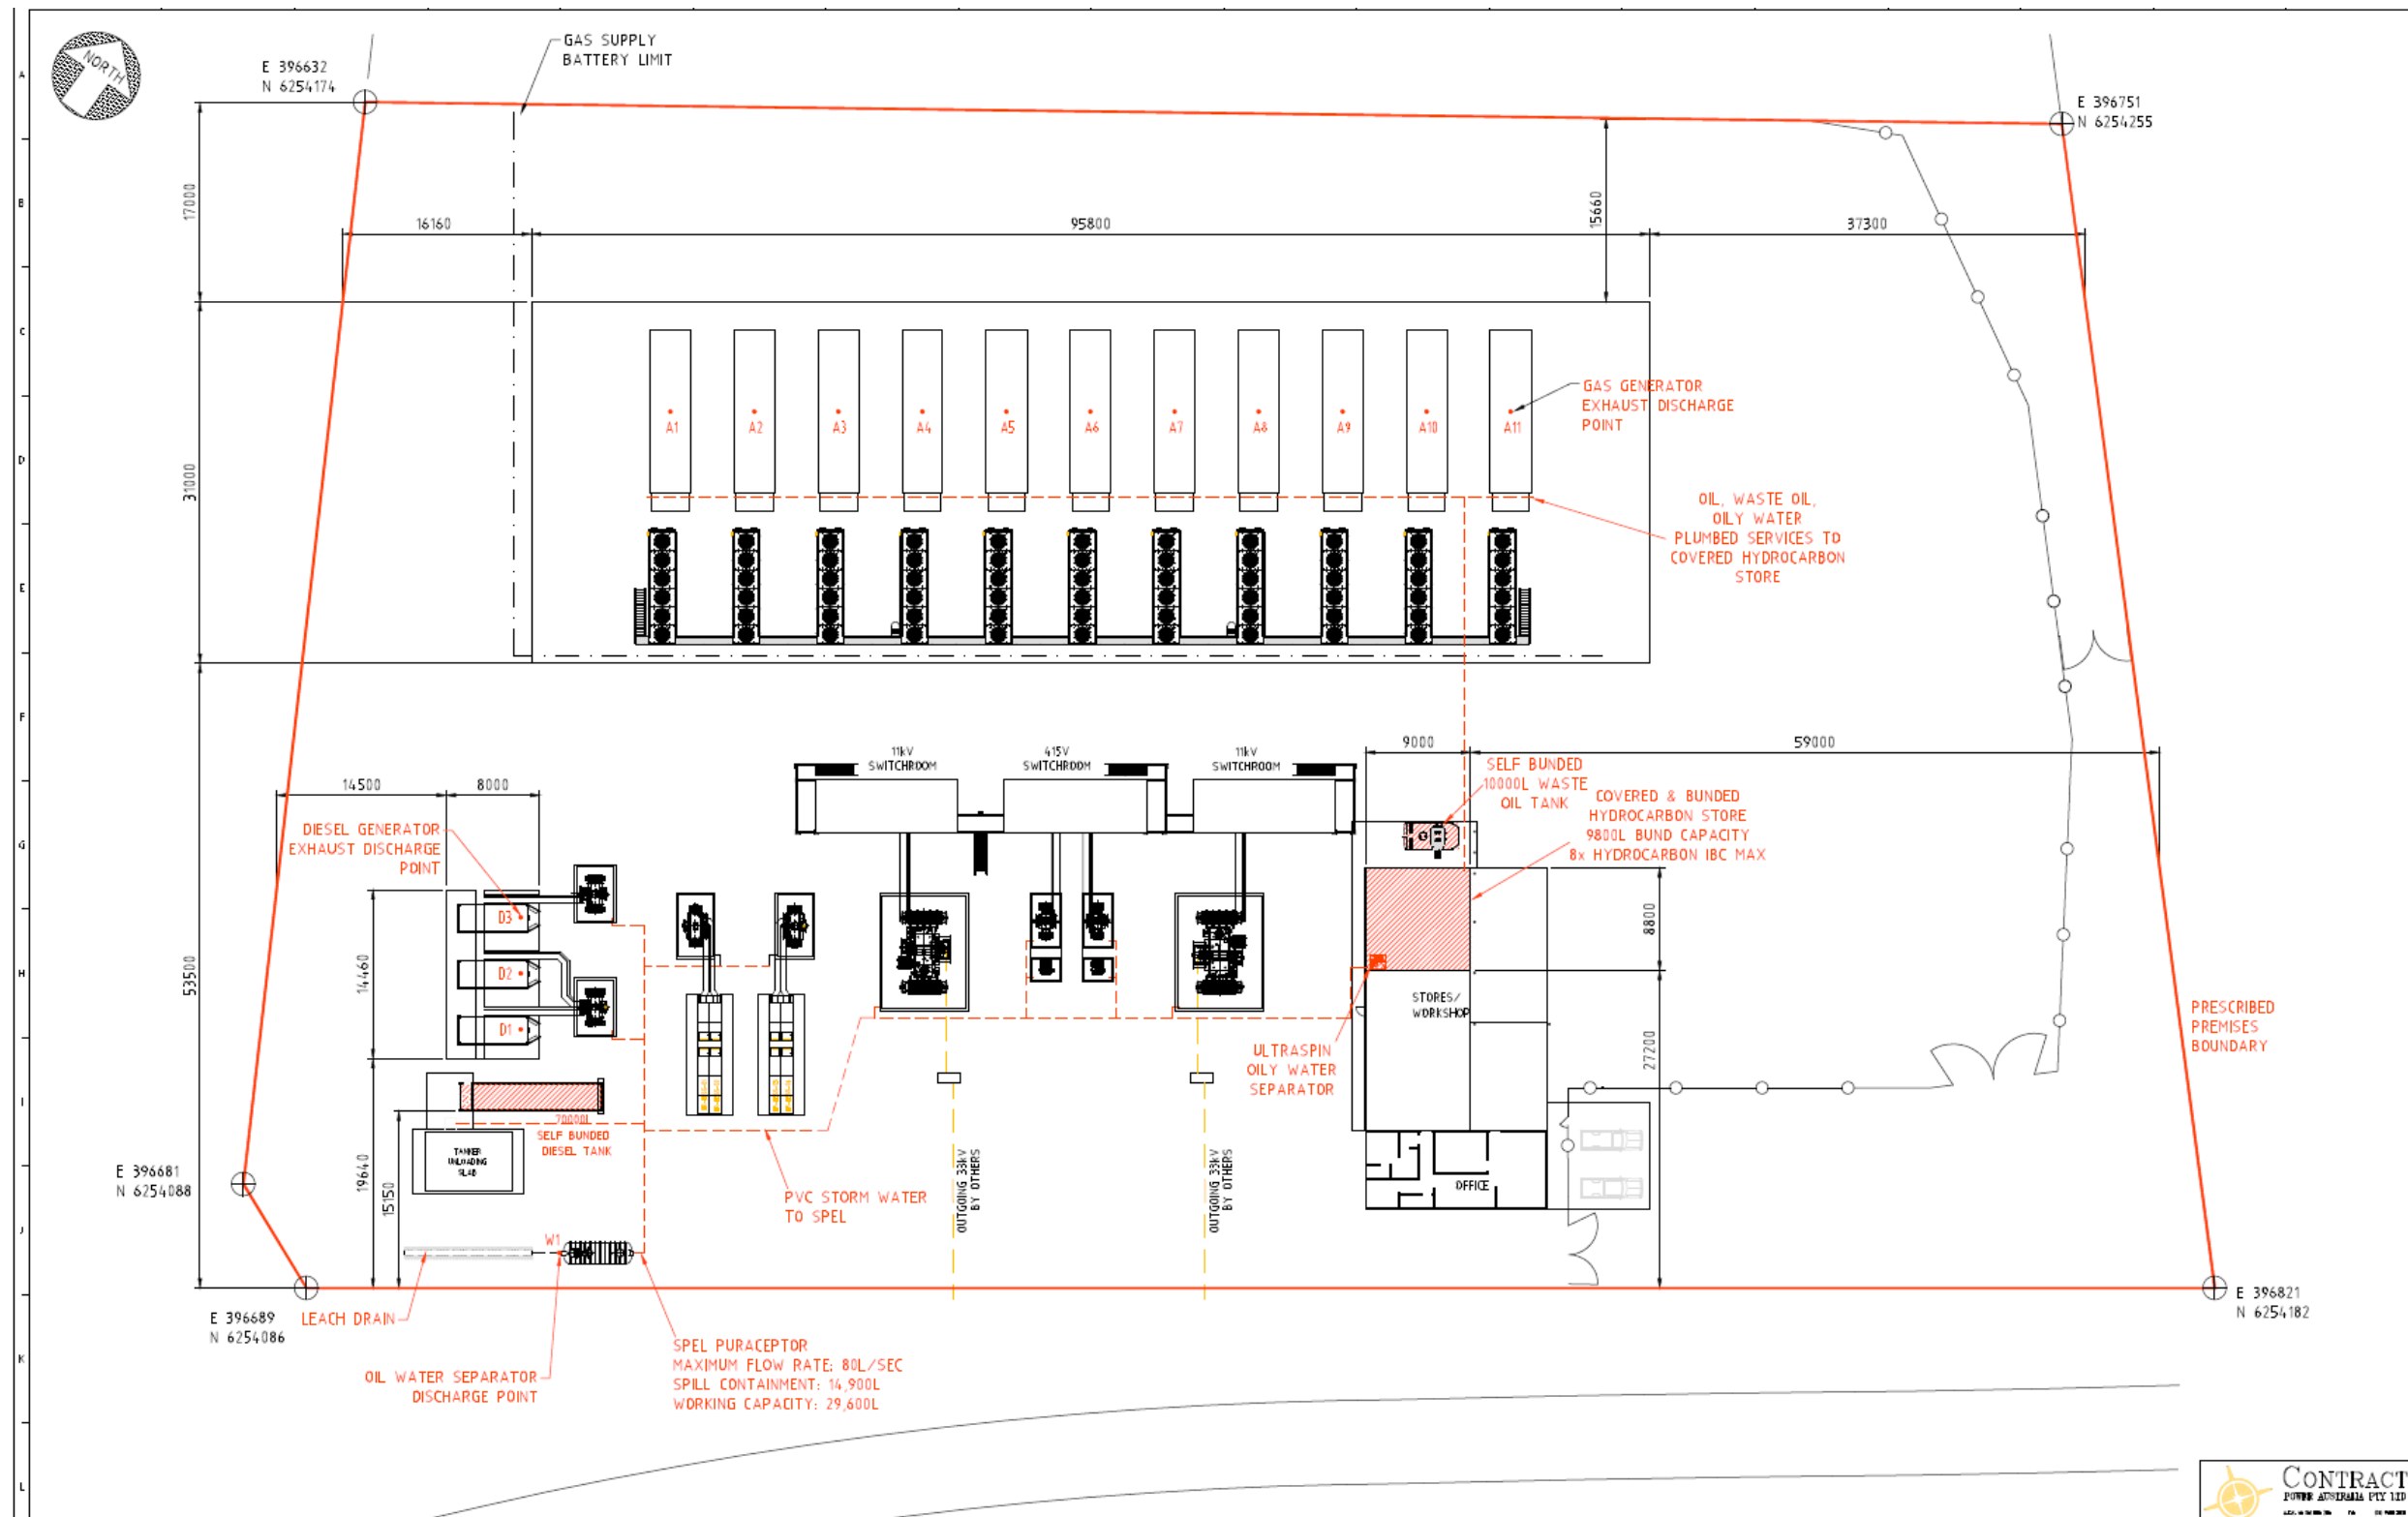 NORTH
E 396632
N 6254174
GAS SUPPLY
BATTERY LIMIT
E 396751
N 6254255
A
B
C
D
E
F
G
H
I
J
K
L
17000
16160
95800
15660
37300
31000
A1
A2
A3
A4
A5
A6
A7
A8
A9
A10
A11
GAS GENERATOR
EXHAUST DISCHARGE
POINT
OIL, WASTE OIL,
OILY WATER
PLUMBED SERVICES TO
COVERED HYDROCARBON
STORE
11kV
SWITCHROOM
415V
SWITCHROOM
11kV
SWITCHROOM
9000
59000
14500
8000
SELF BUNDED
10000L WASTE
OIL TANK
COVERED & BUNDED
HYDROCARBON STORE
9800L BUND CAPACITY
8x HYDROCARBON IBC MAX
DIESEL GENERATOR
EXHAUST DISCHARGE
POINT
D3
D2
D1
53500
14460
8800
STORES/
WORKSHOP
27200
PRESCRIBED
PREMISES
BOUNDARY
ULTRASPIN
OILY WATER
SEPARATOR
70000L
SELF BUNDED
DIESEL TANK
TANKER
UNLOADING
SLAB
E 396681
N 6254088
19640
15150
PVC STORM WATER
TO SPEL
OUTGOING 33kV
BY OTHERS
OUTGOING 33kV
BY OTHERS
OFFICE
W1
E 396689
N 6254086
LEACH DRAIN
E 396821
N 6254182
OIL WATER SEPARATOR
DISCHARGE POINT
SPEL PURACEPTOR
MAXIMUM FLOW RATE: 80L/SEC
SPILL CONTAINMENT: 14,900L
WORKING CAPACITY: 29,600L
CONTRACT
POWER AUSTRALIA PTY LTD